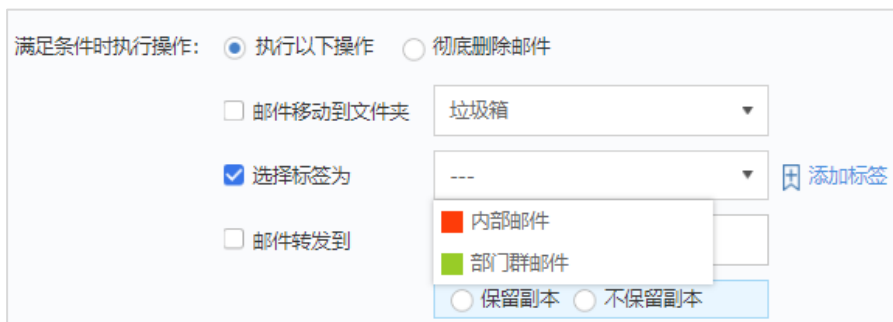 满足条件时执行操作： 执行以下操作 彻底删除邮件
邮件移动到文件夹 垃圾箱
选择标签为 --- 添加标签
内部邮件
邮件转发到
部门群邮件
保留副本 不保留副本